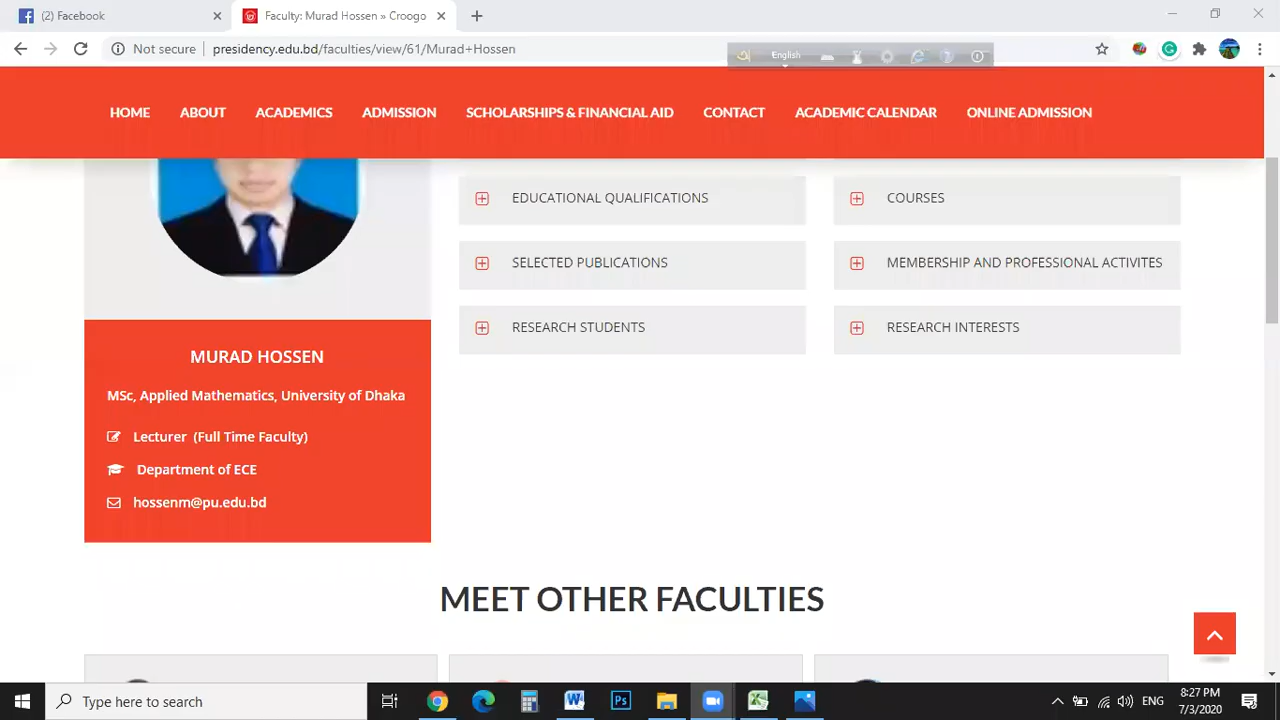 (2) Facebook
Faculty: Murad Hossen » Croogo
Not secure
presidency.edu.bd/faculties/view/61/Murad+Hossen
English
HOME
ABOUT
ACADEMICS
ADMISSION
SCHOLARSHIPS & FINANCIAL AID
CONTACT
ACADEMIC CALENDAR
ONLINE ADMISSION
EDUCATIONAL QUALIFICATIONS
COURSES
SELECTED PUBLICATIONS
MEMBERSHIP AND PROFESSIONAL ACTIVITES
RESEARCH STUDENTS
RESEARCH INTERESTS
MURAD HOSSEN
MSc, Applied Mathematics, University of Dhaka
Lecturer (Full Time Faculty)
Department of ECE
hossenm@pu.edu.bd
MEET OTHER FACULTIES
Type here to search
ENG
8:27 PM
7/3/2020